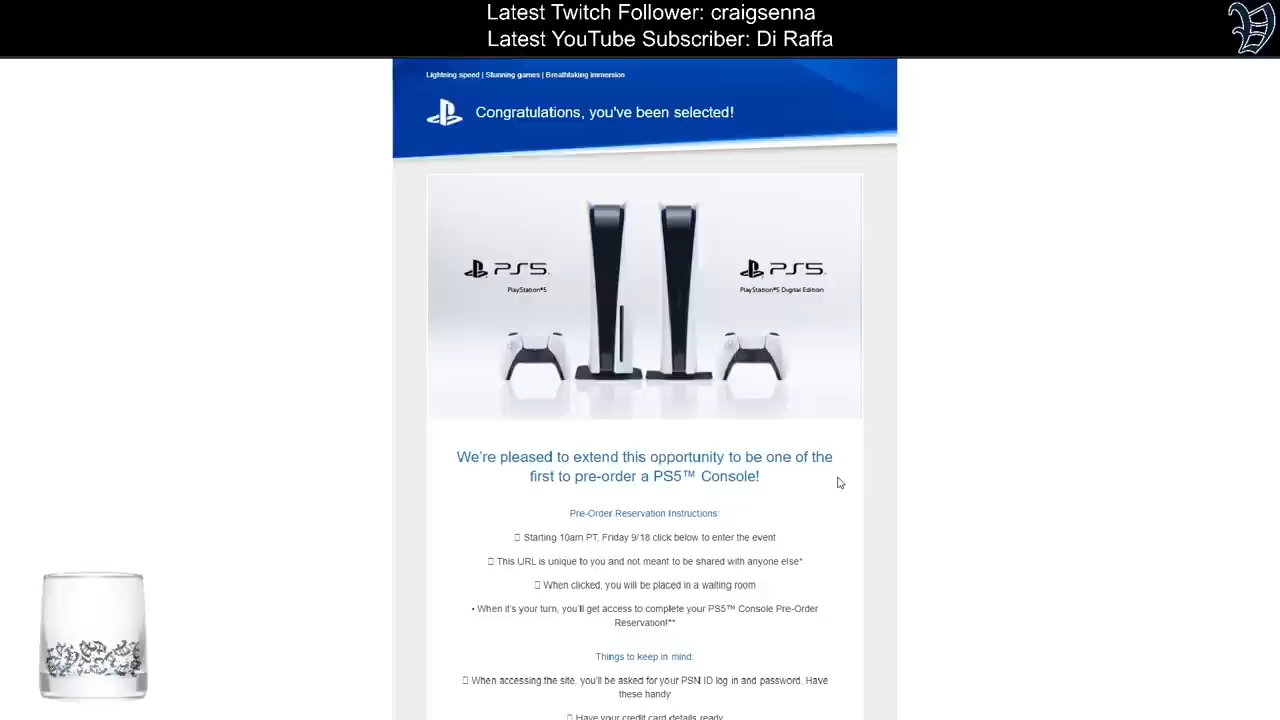 Latest Twitch Follower: craigsenna
Latest YouTube Subscriber: Di Raffa
Lightning speed | Stunning games | Breathtaking immersion
Congratulations, you've been selected!
PS5
PlayStation®5
PS5
PlayStation®5 Digital Edition
We're pleased to extend this opportunity to be one of the
first to pre-order a PS5™ Console!
Pre-Order Reservation Instructions:
Starting 10am PT, Friday 9/18 click below to enter the event
This URL is unique to you and not meant to be shared with anyone else*
When clicked, you will be placed in a waiting room
• When it's your turn, you'll get access to complete your PS5™ Console Pre-Order
Reservation!**
Things to keep in mind:
When accessing the site, you'll be asked for your PSN ID log in and password. Have
these handy
Have your credit card details ready